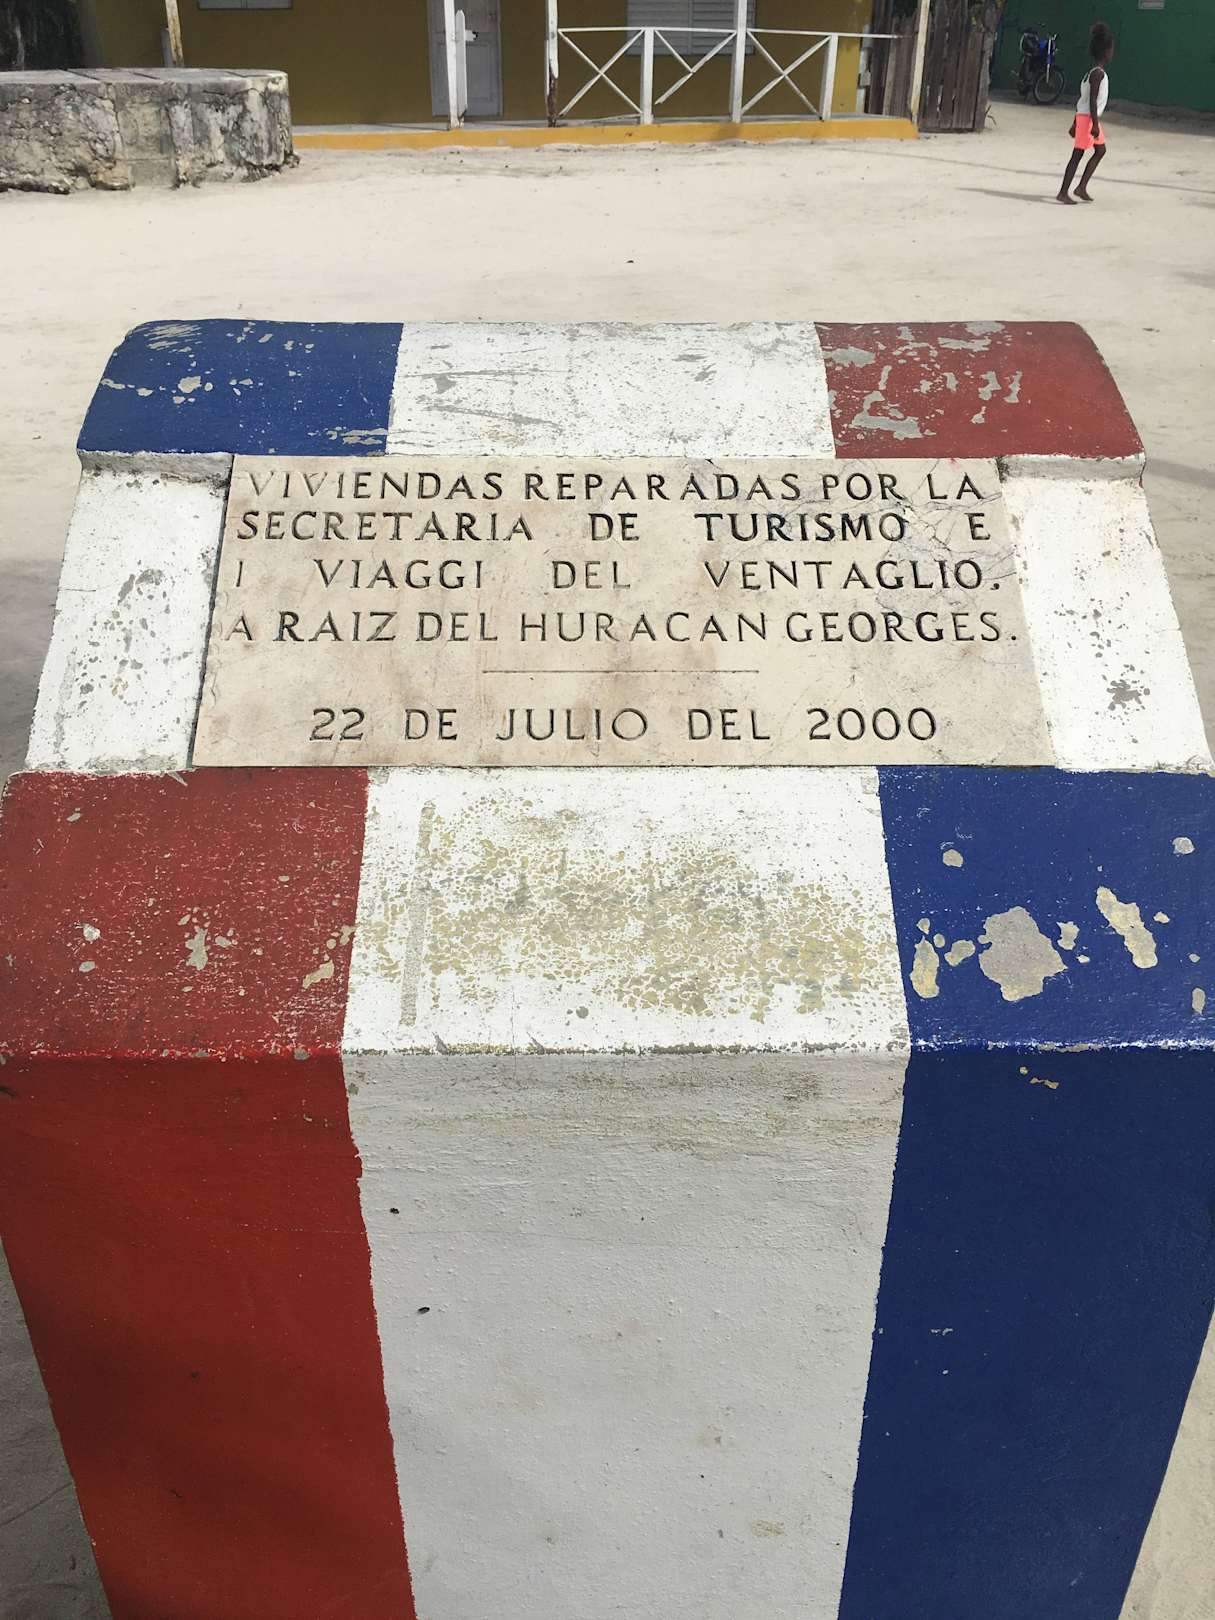 VIVIENDAS REPARADAS POR LA
SECRETARIA DE TURISMO E
I VIAGGI DEL VENTAGLIO,
A RAIZ DEL HURACAN GEORGES.
22 DE JULIO DEL 2000